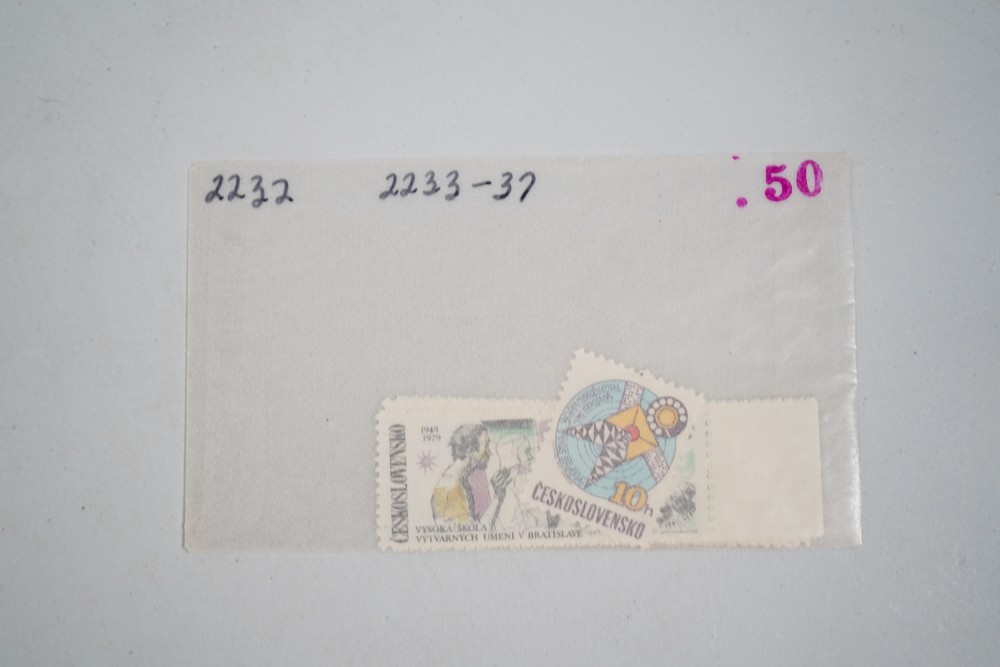 2232 2233-37 .50
1949
1979
ČESKOSLOVENSKO
VYSOKÁ ŠKOLA
VÝTVARNÝCH UMENÍ V BRATISLAVE
10h
ČESKOSLOVENSKO